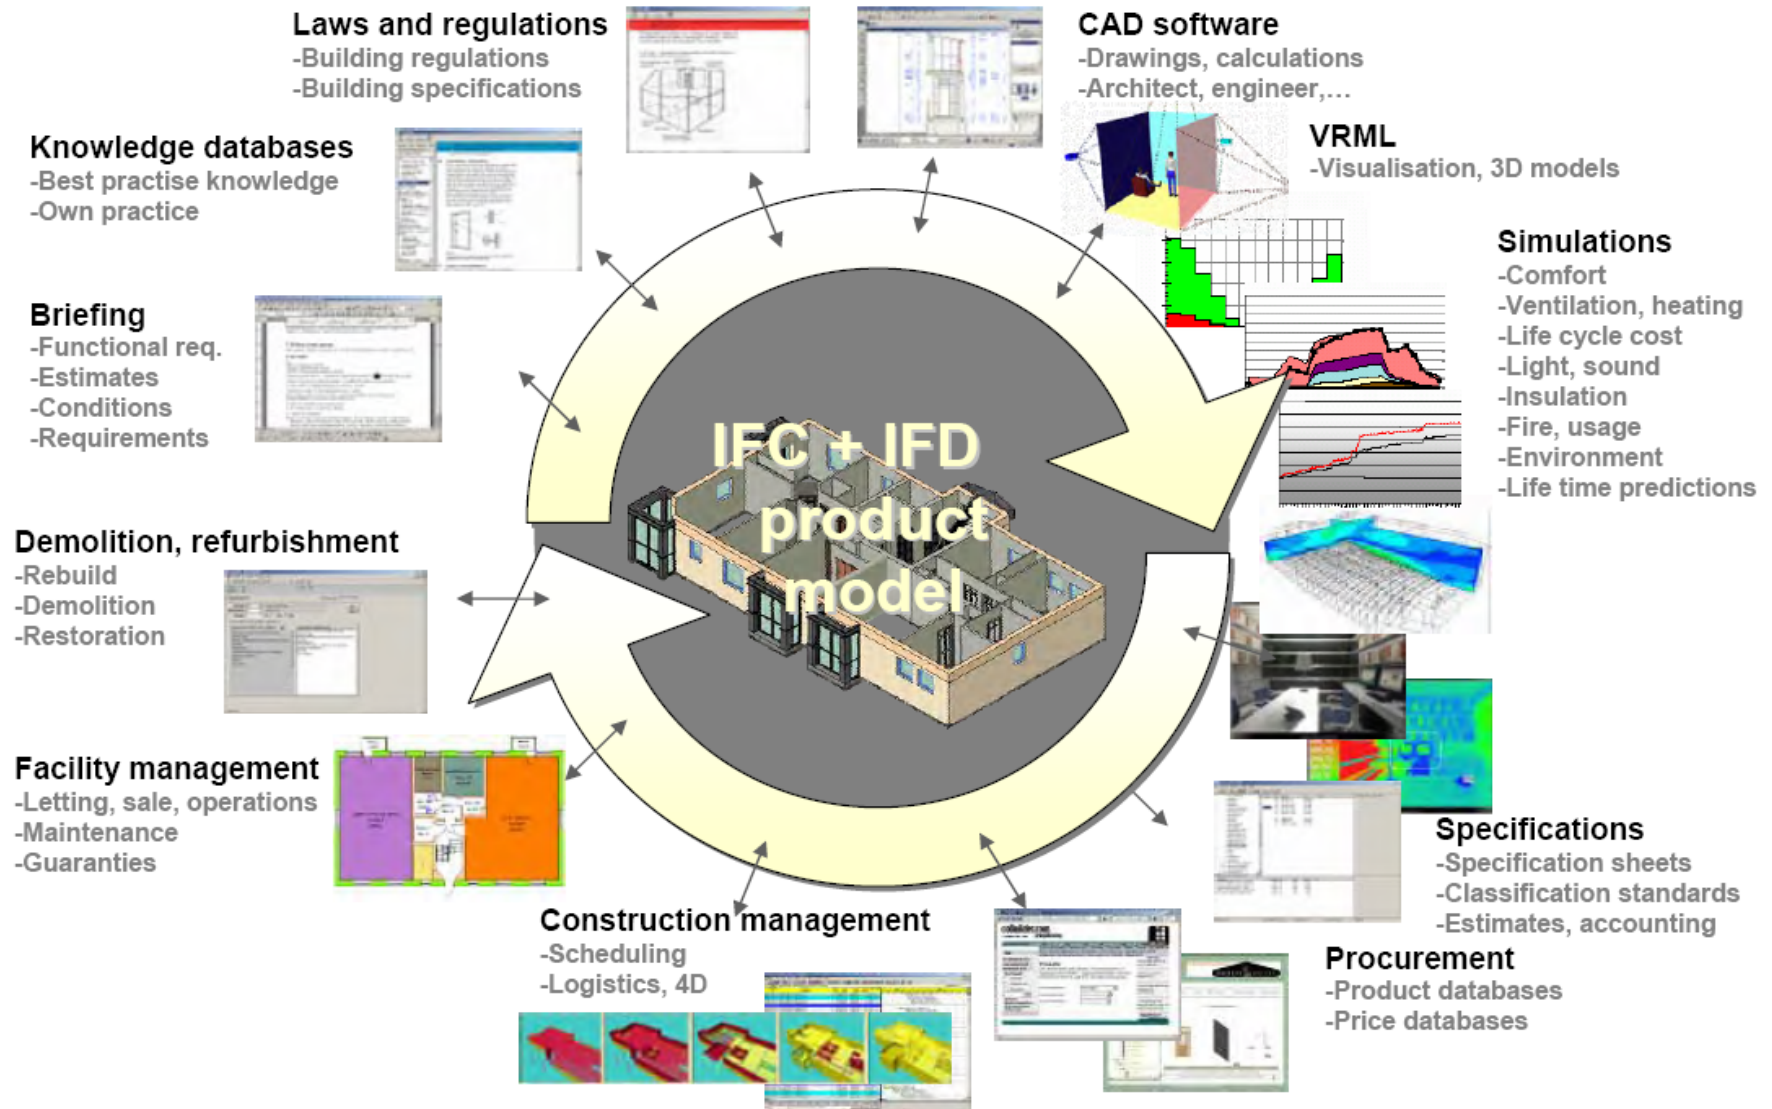 Laws and regulations
-Building regulations
-Building specifications
CAD software
-Drawings, calculations
-Architect, engineer,...
VRML
-Visualisation, 3D models
Knowledge databases
-Best practise knowledge
-Own practice
Simulations
-Comfort
-Ventilation, heating
-Life cycle cost
-Light, sound
-Insulation
-Fire, usage
-Environment
-Life time predictions
Briefing
-Functional req.
-Estimates
-Conditions
-Requirements
IFC + IFD
product
model
Demolition, refurbishment
-Rebuild
-Demolition
-Restoration
Facility management
-Letting, sale, operations
-Maintenance
-Guaranties
Specifications
-Specification sheets
-Classification standards
-Estimates, accounting
Construction management
-Scheduling
-Logistics, 4D
Procurement
-Product databases
-Price databases